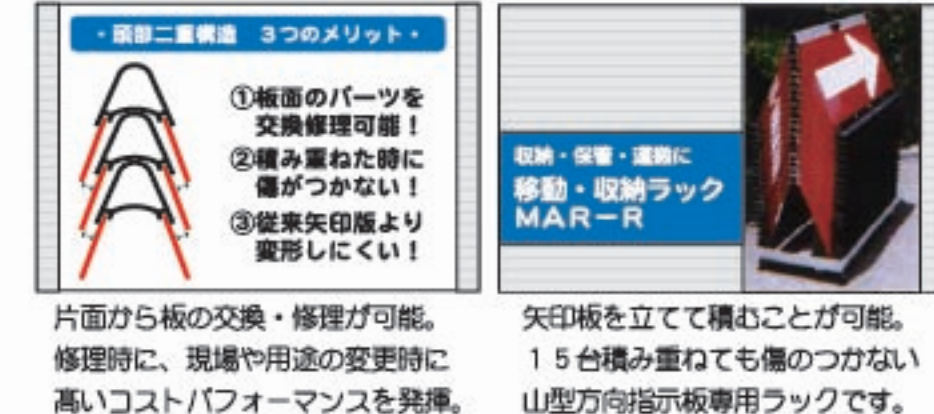 ・頭部二重構造 3つのメリット・
①板面のパーツを
交換修理可能！
②積み重ねた時に
傷がつかない！
③従来矢印版より
変形しにくい！
片面から板の交換・修理が可能。
修理時に、現場や用途の変更時に
高いコストパフォーマンスを発揮。
収納・保管・運搬に
移動・収納ラック
MAR－R
矢印板を立てて積むことが可能。
１５台積み重ねても傷のつかない
山型方向指示板専用ラックです。